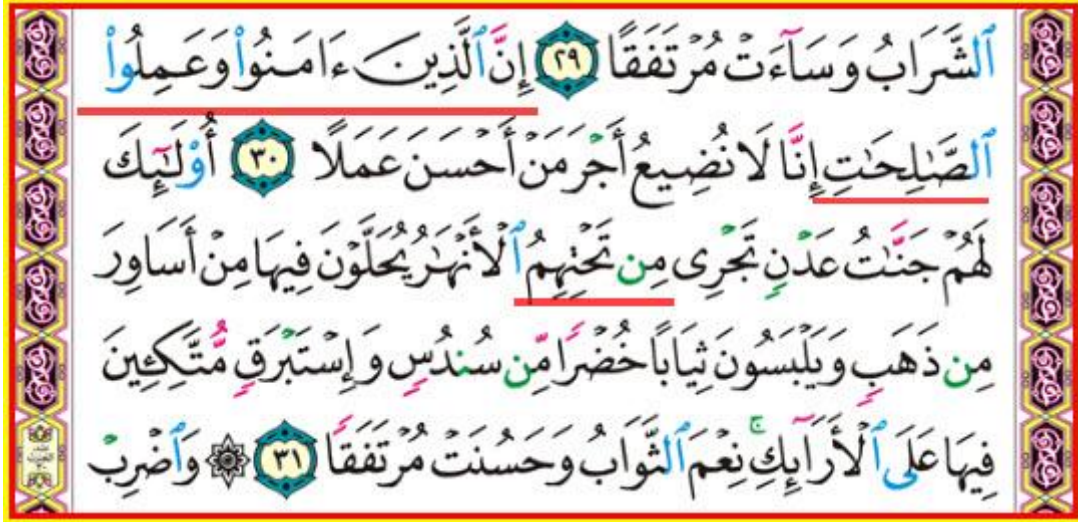 ٱلشَّرَابُ وَسَآءَتْ مُرْتَفَقًا ٢٩ إِنَّ ٱلَّذِينَ ءَامَنُوا۟ وَعَمِلُوا۟
ٱلصَّـٰلِحَـٰتِ إِنَّا لَا نُضِيعُ أَجْرَ مَنْ أَحْسَنَ عَمَلًا ٣٠ أُو۟لَـٰٓئِكَ
لَهُمْ جَنَّـٰتُ عَدْنٍ تَجْرِى مِن تَحْتِهِمُ ٱلْأَنْهَـٰرُ يُحَلَّوْنَ فِيهَا مِنْ أَسَاوِرَ
مِن ذَهَبٍ وَيَلْبَسُونَ ثِيَابًا خُضْرًا مِّن سُندُسٍ وَإِسْتَبْرَقٍ مُّتَّكِـِٔينَ
فِيهَا عَلَى ٱلْأَرَآئِكِ ۚ نِعْمَ ٱلثَّوَابُ وَحَسُنَتْ مُرْتَفَقًا ٣١ ۞ وَٱضْرِبْ